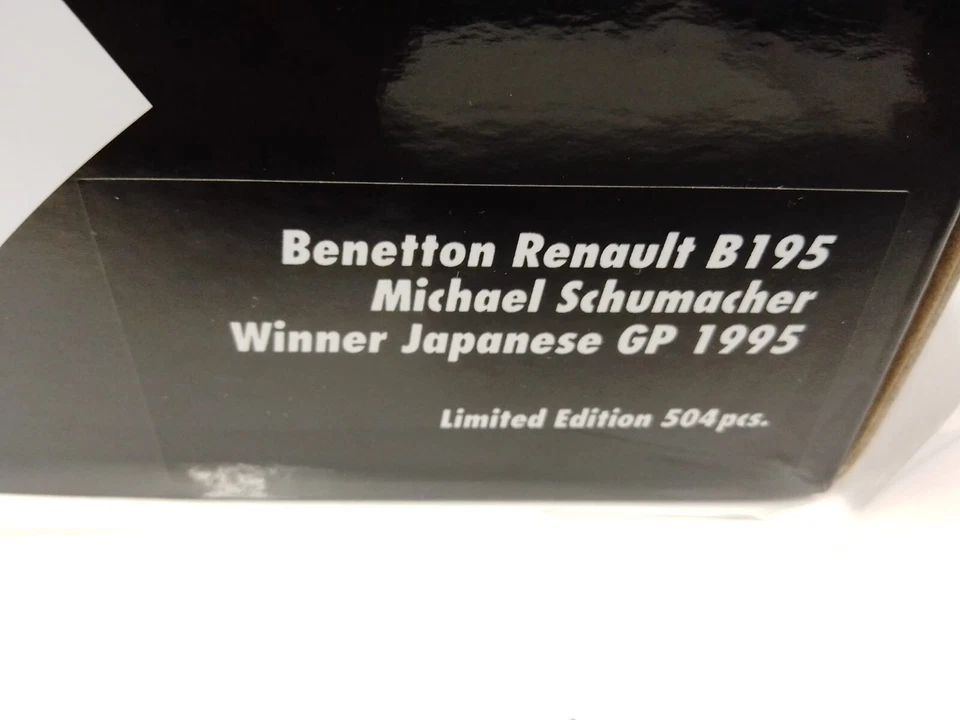 Benetton Renault B195
Michael Schumacher
Winner Japanese GP 1995
Limited Edition 504pcs.